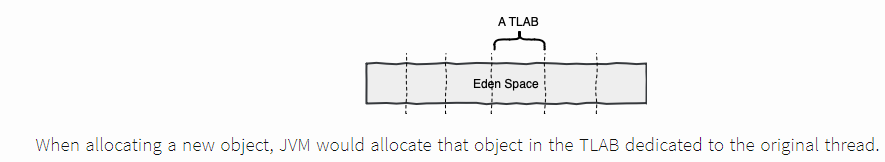 A TLAB
Eden Space
When allocating a new object, JVM would allocate that object in the TLAB dedicated to the original thread.